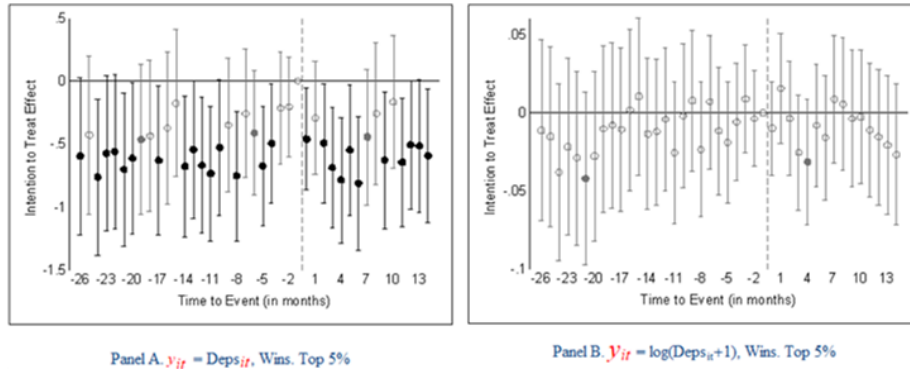 .5
0
-.5
-1
-1.5
Intention to Treat Effect
-26 -23 -20 -17 -14 -11 -8 -5 -2 1 4 7 10 13
Time to Event (in months)
Panel A. yit = Depsit, Wins. Top 5%
.05
0
-.05
-.1
Intention to Treat Effect
-26 -23 -20 -17 -14 -11 -8 -5 -2 1 4 7 10 13
Time to Event (in months)
Panel B. yit = log(Depsit+1), Wins. Top 5%